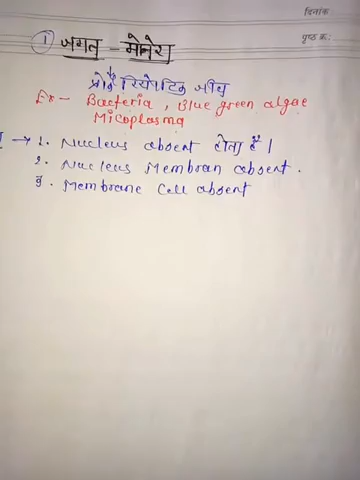 दिनांक:
पृष्ठ क्र.:
① जगत - मोनेरा
प्रोकैरियोटिक जीव
Ex - Bacteria, Blue green algae
Micoplasma
→ 1. Nucleus absent होता है।
2. Nucleus Membran absent.
3. Membrane Cell absent